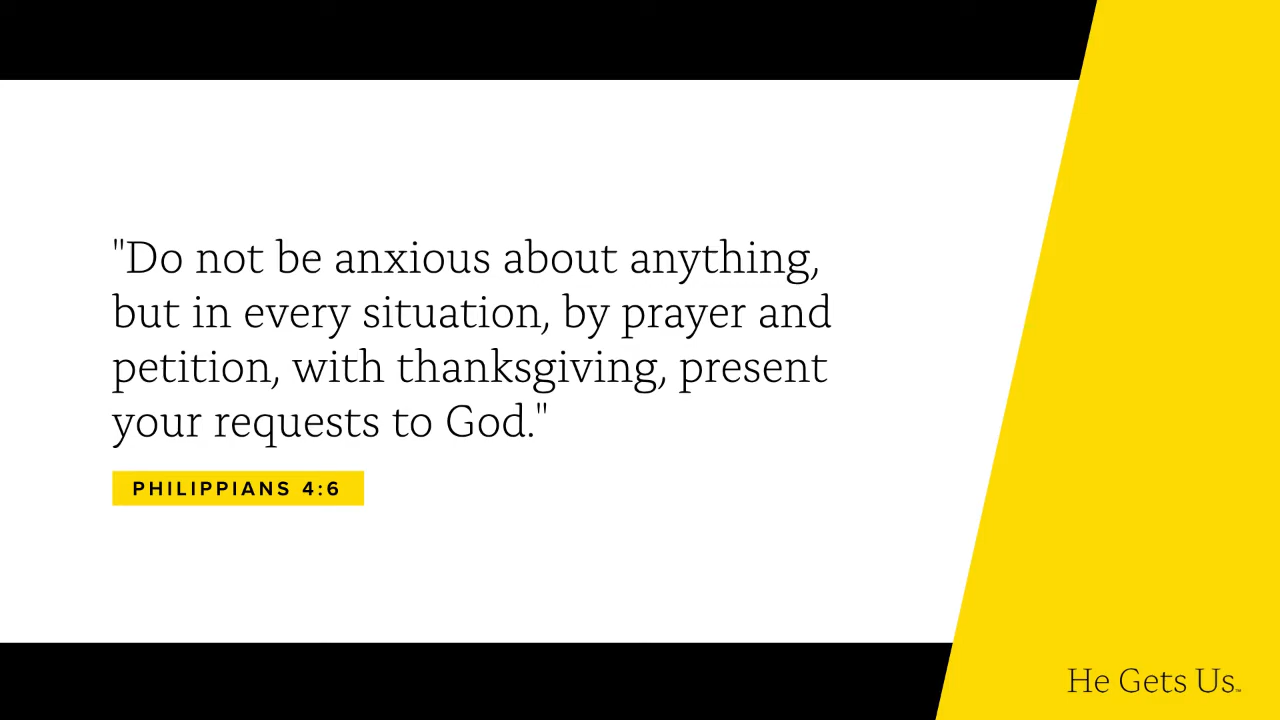 "Do not be anxious about anything,
but in every situation, by prayer and
petition, with thanksgiving, present
your requests to God."
PHILIPPIANS 4:6
He Gets Us™